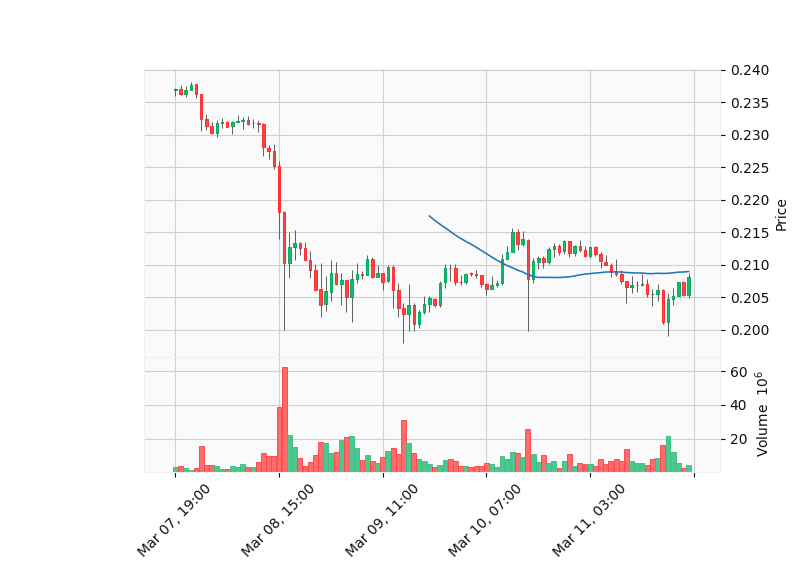 0.240
0.235
0.230
0.225
0.220
0.215
0.210
0.205
0.200
Price
60
40
20
Volume 10⁶
Mar 07, 19:00
Mar 08, 15:00
Mar 09, 11:00
Mar 10, 07:00
Mar 11, 03:00